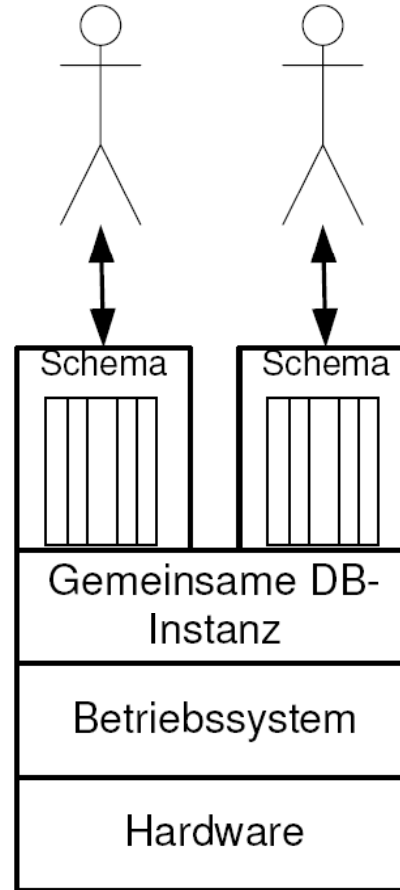 Schema
Schema
Gemeinsame DB-
Instanz
Betriebssystem
Hardware